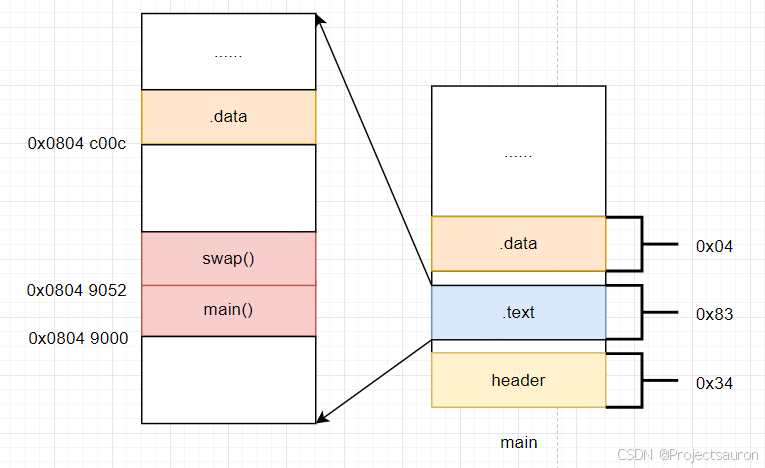 ......
.data
0x0804 c00c
swap()
0x0804 9052
main()
0x0804 9000
......
.data
0x04
.text
0x83
header
0x34
main
CSDN @Projectsauron